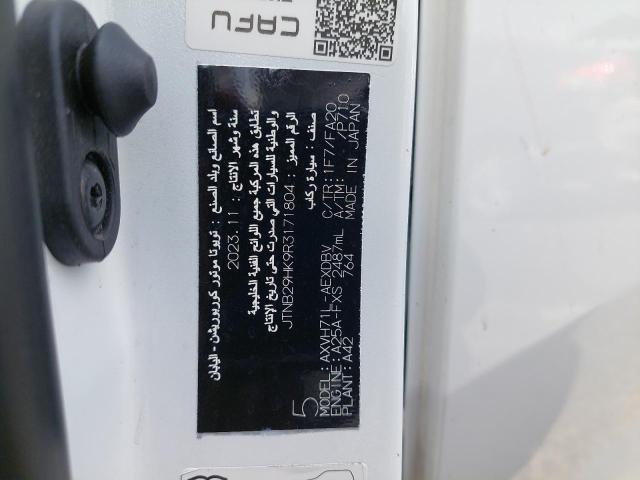 CAFU
اسم الصانع وبلد الصنع : تويوتا موتور كوربوريشن - اليابان
سنة وشهر الانتاج : 2023.11
تطابق هذه المركبة جميع اللوائح الفنية الخليجية
والوطنية للسيارات التي صدرت حتى تاريخ الإنتاج
الرقم المميز : JTNB29HK9R3171804
صنف : سيارة ركاب
5
MODEL:AXVH71L-AEXDBV C/TR:1F7/FA20
ENGINE:A25A-FXS 2487mL A/TM: -/P710
PLANT:A42 764 MADE IN JAPAN